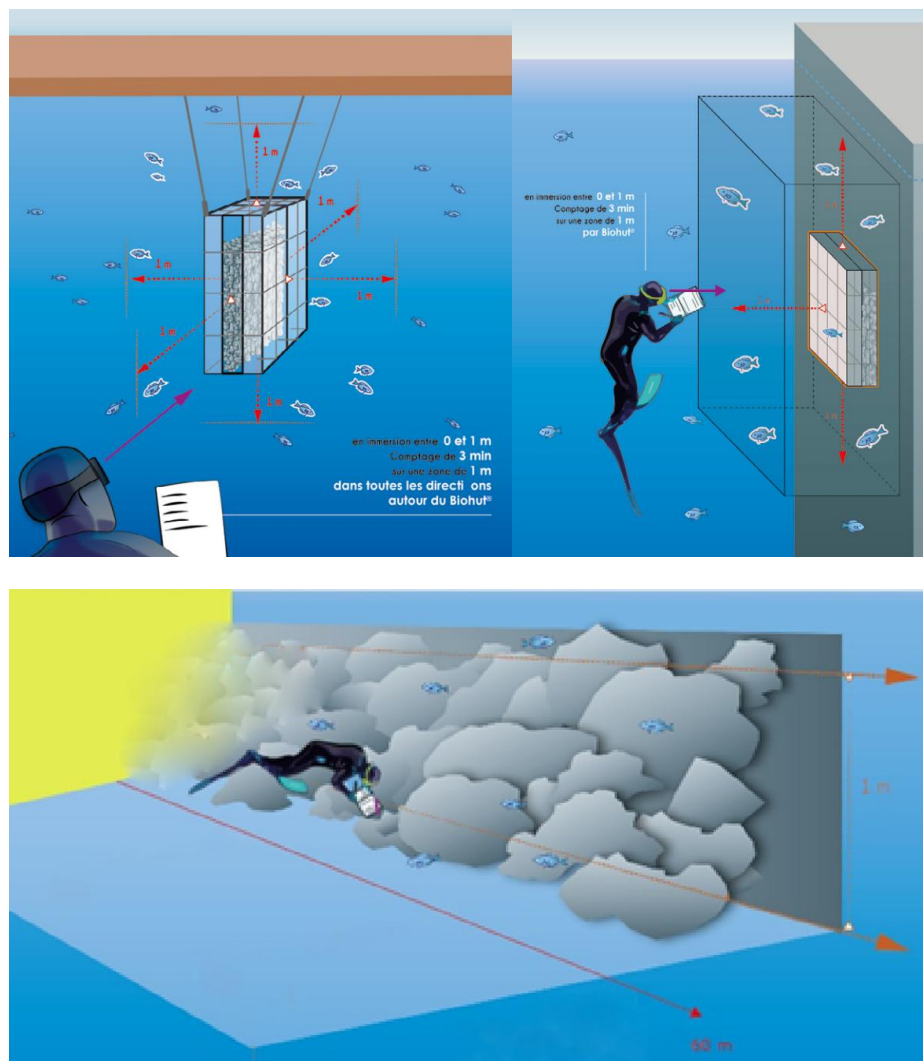 1 m
1 m
1 m
1 m
1 m
1 m
en immersion entre 0 et 1 m
Comptage de 3 min
sur une zone de 1 m
dans toutes les directi ons
autour du Biohut®
en immersion entre 0 et 1 m
Comptage de 3 min
sur une zone de 1 m
par Biohut®
1 m
50 m